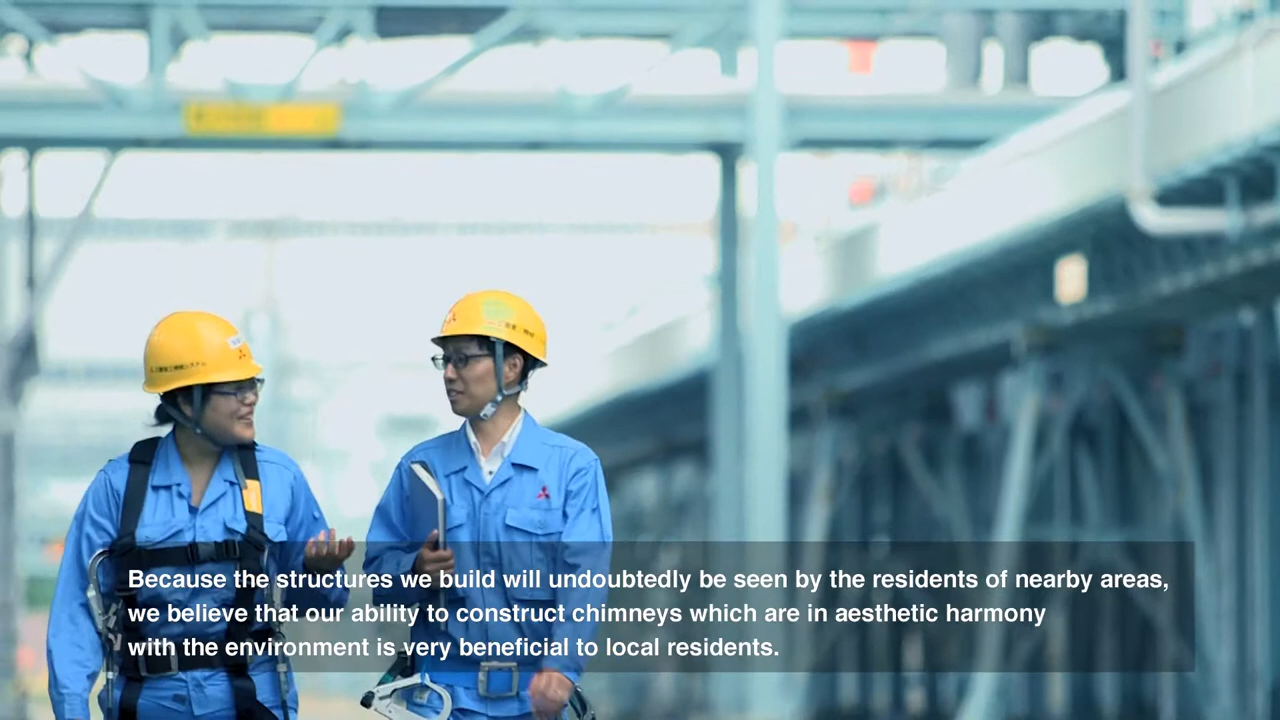 Because the structures we build will undoubtedly be seen by the residents of nearby areas,
we believe that our ability to construct chimneys which are in aesthetic harmony
with the environment is very beneficial to local residents.